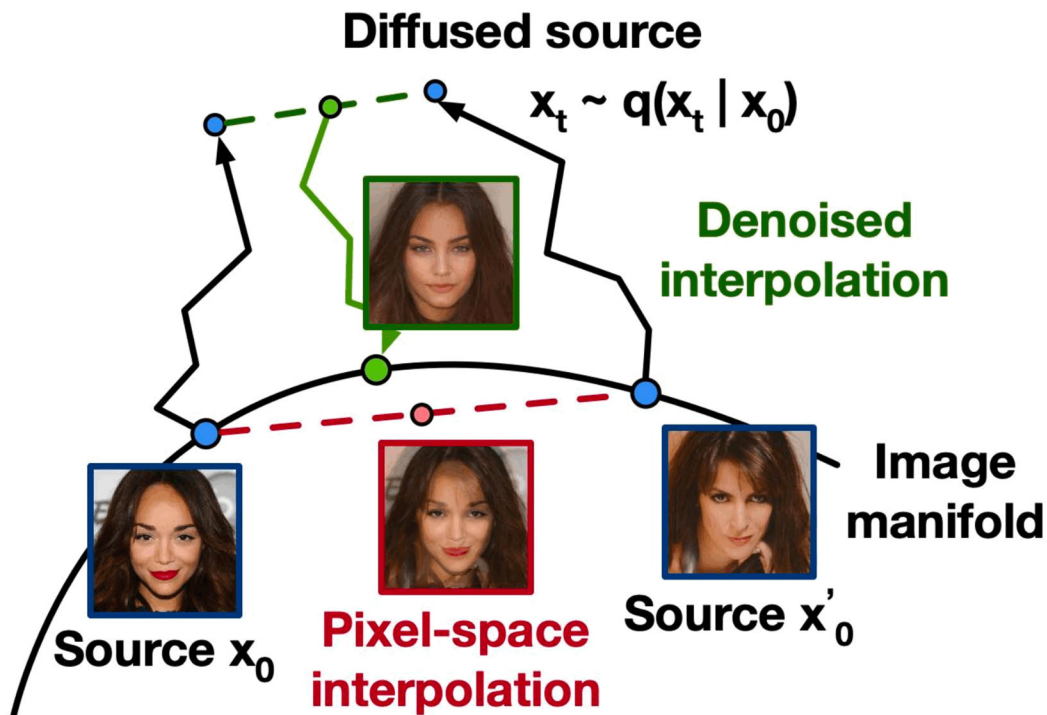 Diffused source
x_t ~ q(x_t | x_0)
Denoised
interpolation
Image
manifold
Source x_0
Pixel-space
interpolation
Source x'_0